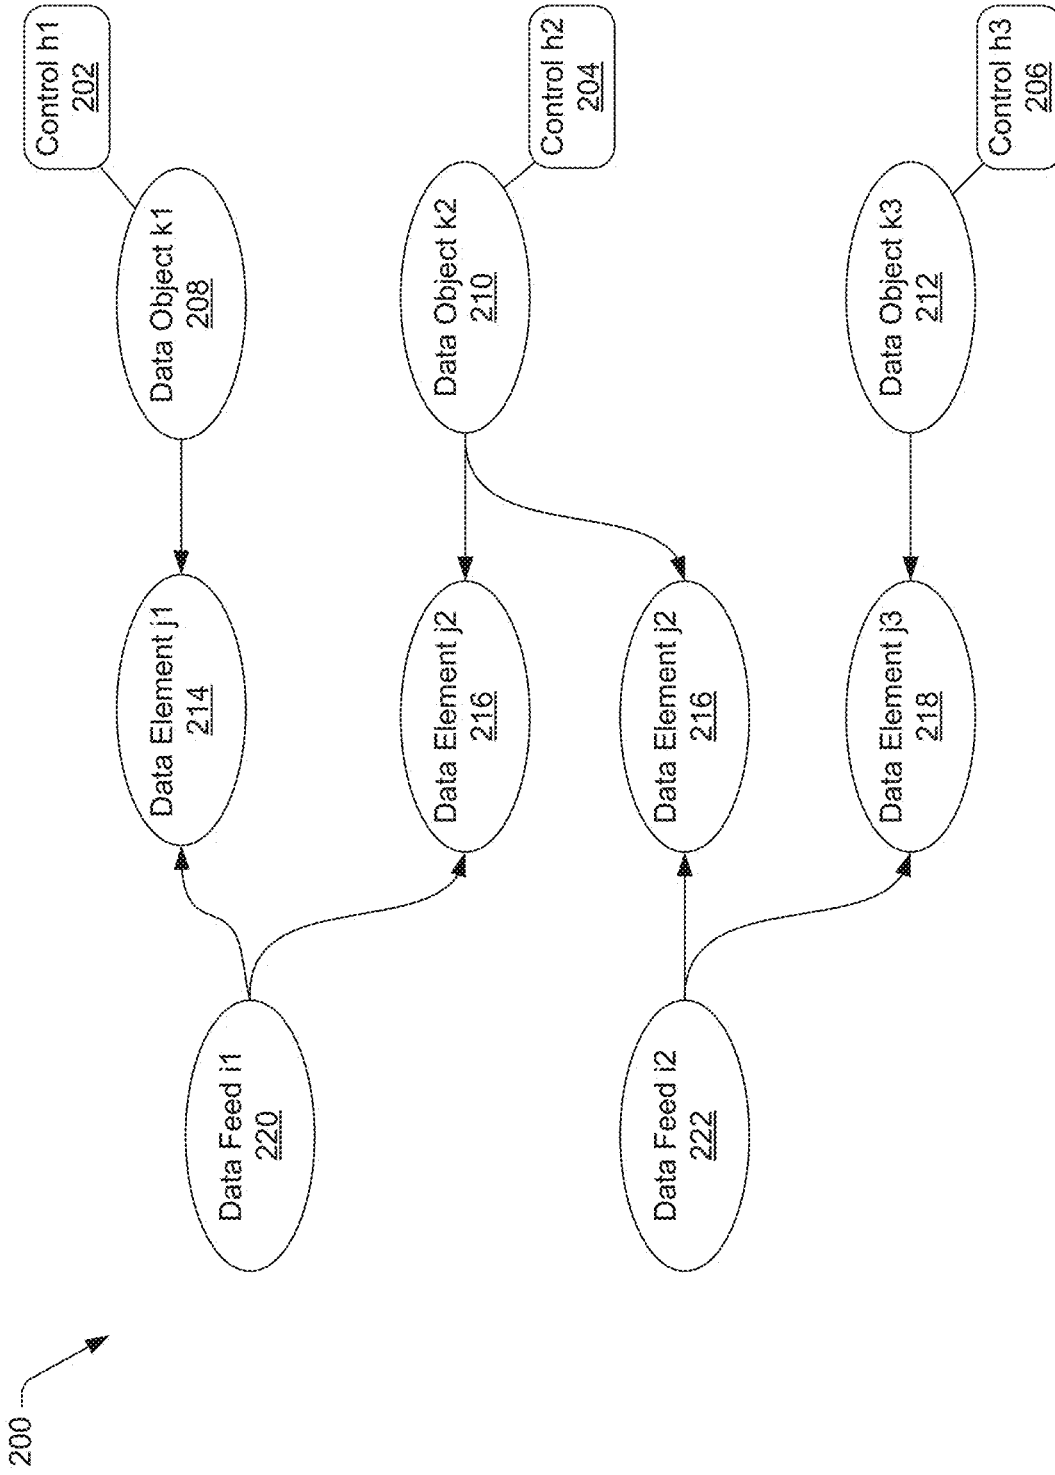 200
Data Feed i1
220
Data Feed i2
222
Data Element j1
214
Data Element j2
216
Data Element j2
216
Data Element j3
218
Data Object k1
208
Data Object k2
210
Data Object k3
212
Control h1
202
Control h2
204
Control h3
206